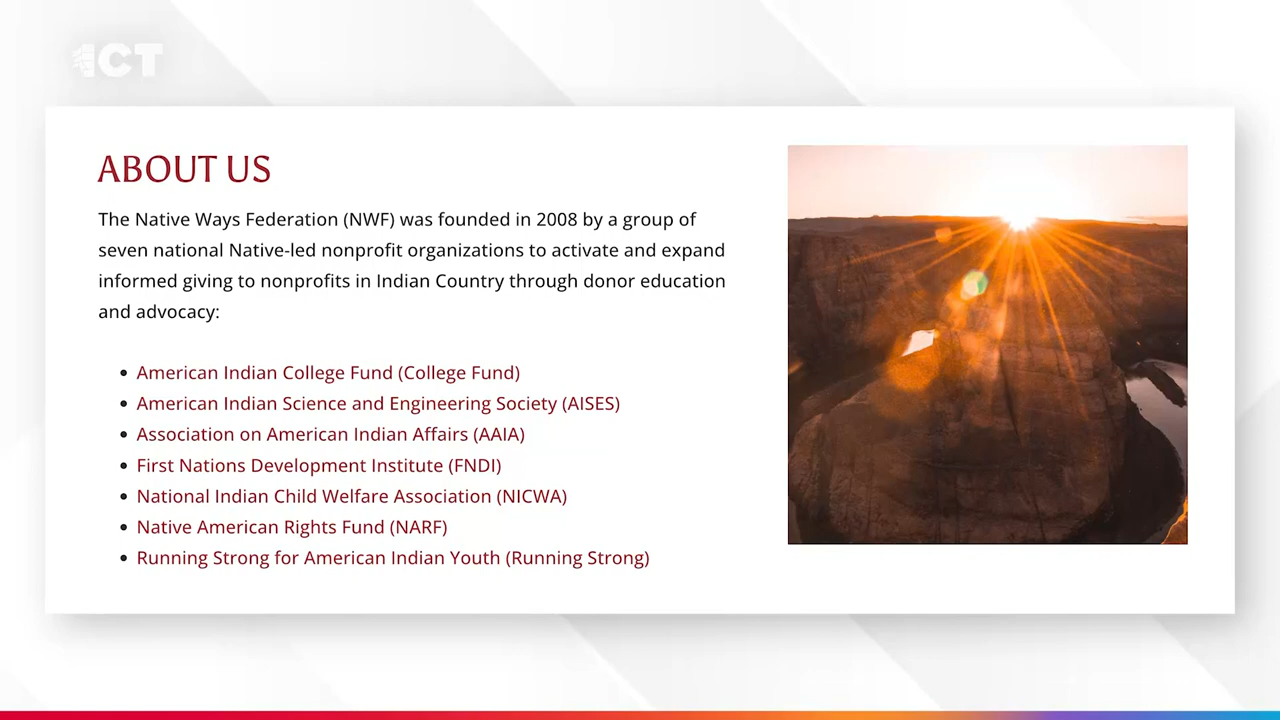 ICT
ABOUT US
The Native Ways Federation (NWF) was founded in 2008 by a group of
seven national Native-led nonprofit organizations to activate and expand
informed giving to nonprofits in Indian Country through donor education
and advocacy:
American Indian College Fund (College Fund)
American Indian Science and Engineering Society (AISES)
Association on American Indian Affairs (AAIA)
First Nations Development Institute (FNDI)
National Indian Child Welfare Association (NICWA)
Native American Rights Fund (NARF)
Running Strong for American Indian Youth (Running Strong)